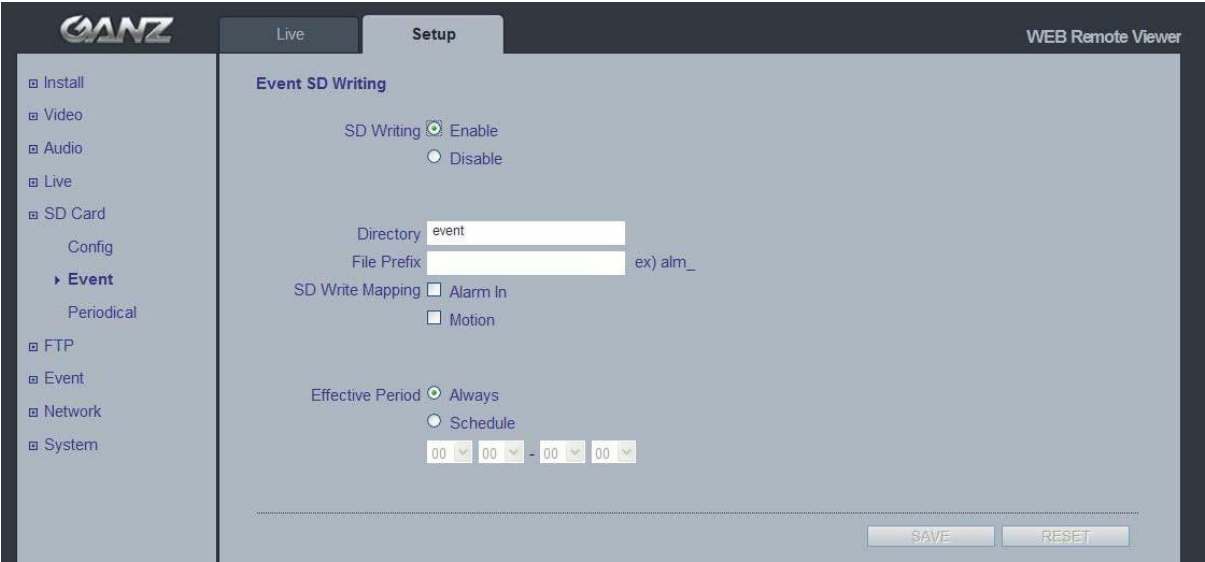 GANZ
Live
Setup
WEB Remote Viewer
Install
Video
Audio
Live
SD Card
Config
Event
Periodical
FTP
Event
Network
System
Event SD Writing
SD Writing Enable
Disable
Directory event
File Prefix ex) alm_
SD Write Mapping Alarm In
Motion
Effective Period Always
Schedule
00 00 - 00 00
SAVE RESET